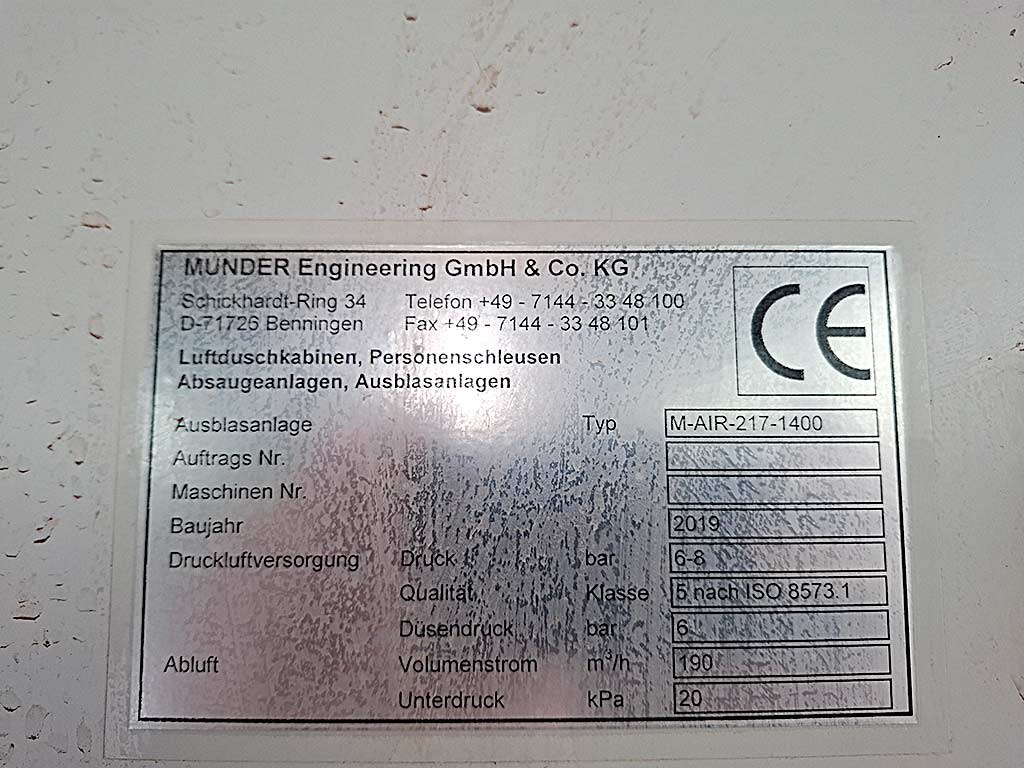 MUNDER Engineering GmbH & Co. KG
Schickhardt-Ring 34 Telefon +49 - 7144 - 33 48 100
D-71726 Benningen Fax +49 - 7144 - 33 48 101
Luftduschkabinen, Personenschleusen
Absaugeanlagen, Ausblasanlagen
CE
Ausblasanlage Typ M-AIR-217-1400
Auftrags Nr.
Maschinen Nr.
Baujahr 2019
Druckluftversorgung Druck bar 6-8
Qualität Klasse 5 nach ISO 8573.1
Düsendruck bar 6
Abluft Volumenstrom m³/h 190
Unterdruck kPa 20